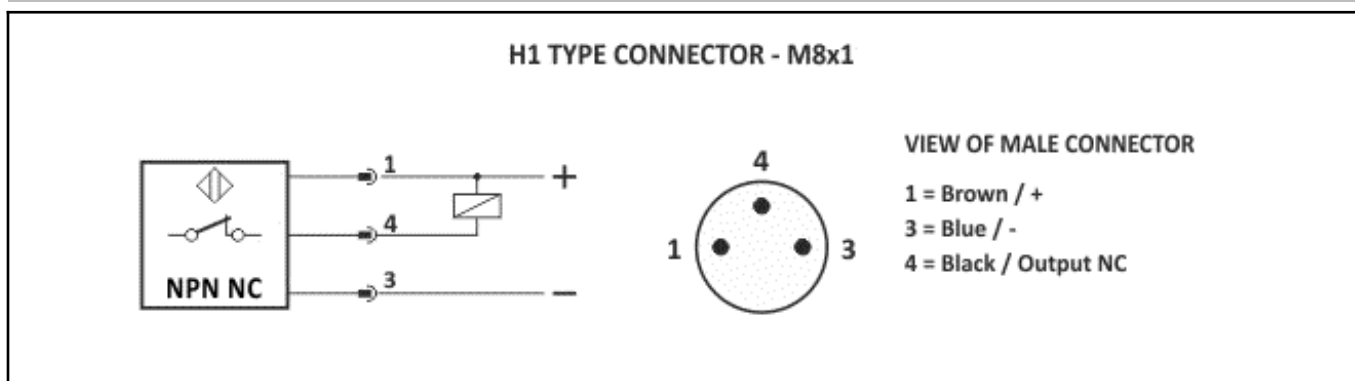 H1 TYPE CONNECTOR - M8x1
1
+
4
3
−
NPN NC
4
1
3
VIEW OF MALE CONNECTOR
1 = Brown / +
3 = Blue / -
4 = Black / Output NC